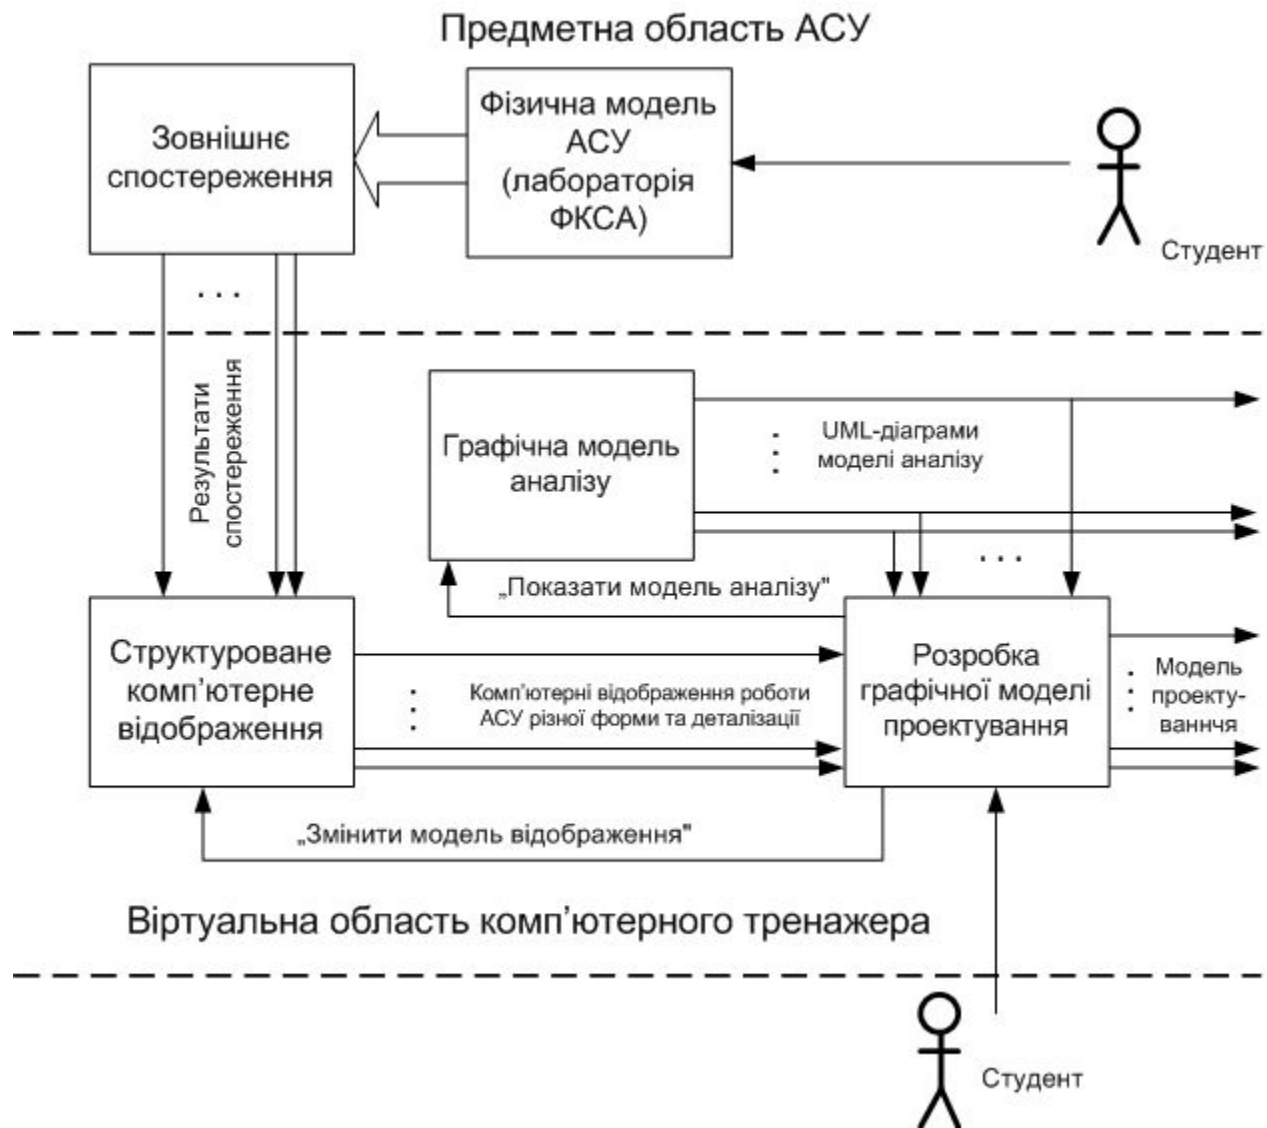 Предметна область АСУ
Зовнішнє
спостереження
Фізична модель
АСУ
(лабораторія
ФКСА)
Студент
. . .
Результати
спостереження
Графічна модель
аналізу
UML-діаграми
моделі аналізу
. . .
„Показати модель аналізу"
Структуроване
комп’ютерне
відображення
Комп’ютерні відображення роботи
АСУ різної форми та деталізації
Розробка
графічної моделі
проектування
Модель
проекту-
ваннчя
„Змінити модель відображення"
Віртуальна область комп’ютерного тренажера
Студент